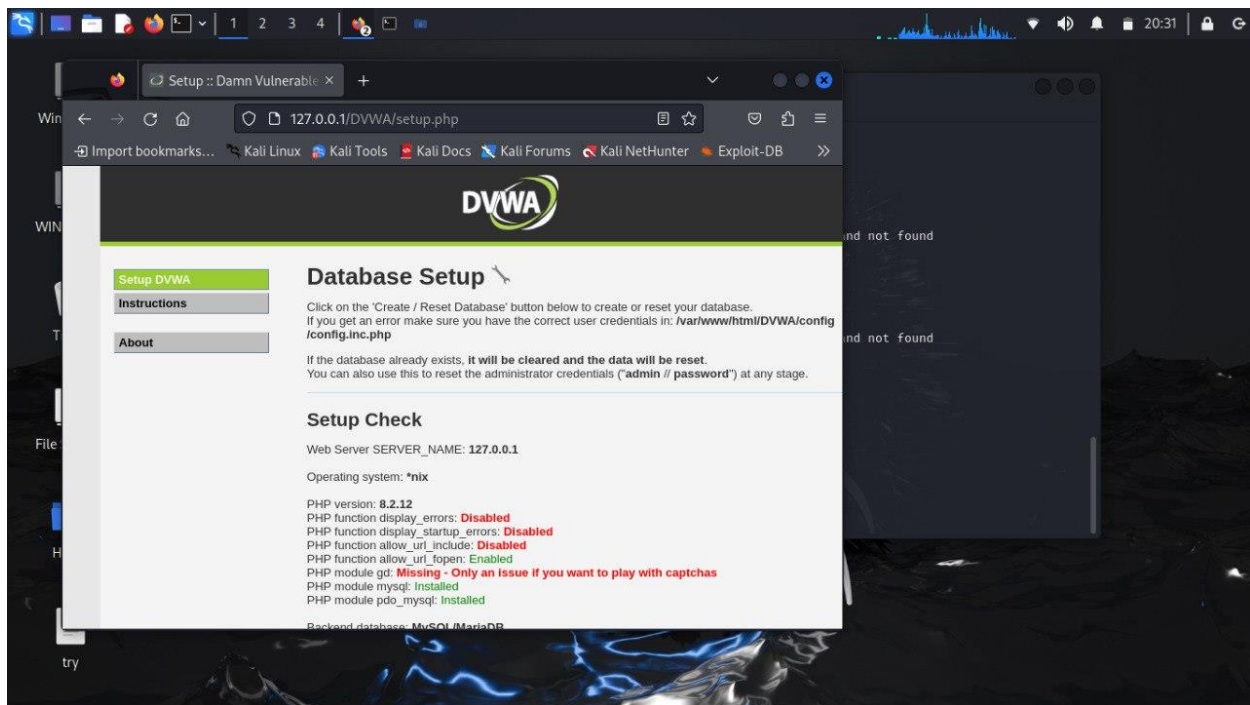 1 2 3 4
2
20:31
Setup :: Damn Vulnerable
127.0.0.1/DVWA/setup.php
Import bookmarks... Kali Linux Kali Tools Kali Docs Kali Forums Kali NetHunter Exploit-DB
DVWA
Setup DVWA
Instructions
About
Database Setup
Click on the 'Create / Reset Database' button below to create or reset your database.
If you get an error make sure you have the correct user credentials in: /var/www/html/DVWA/config
/config.inc.php
If the database already exists, it will be cleared and the data will be reset.
You can also use this to reset the administrator credentials ("admin // password") at any stage.
Setup Check
Web Server SERVER_NAME: 127.0.0.1
Operating system: *nix
PHP version: 8.2.12
PHP function display_errors: Disabled
PHP function display_startup_errors: Disabled
PHP function allow_url_include: Disabled
PHP function allow_url_fopen: Enabled
PHP module gd: Missing - Only an issue if you want to play with captchas
PHP module mysql: Installed
PHP module pdo_mysql: Installed
Backend database: MySQL/MariaDB
not found
not found
Win
WIN
T
File
H
try